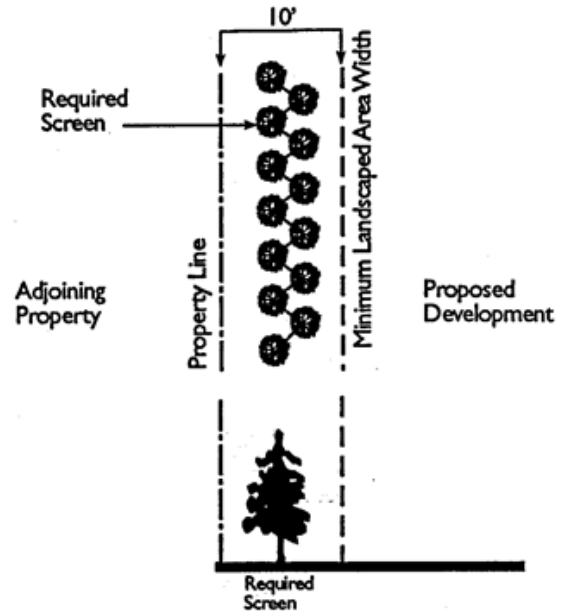 10'
Required
Screen
Property Line
Minimum Landscaped Area Width
Adjoining
Property
Proposed
Development
Required
Screen